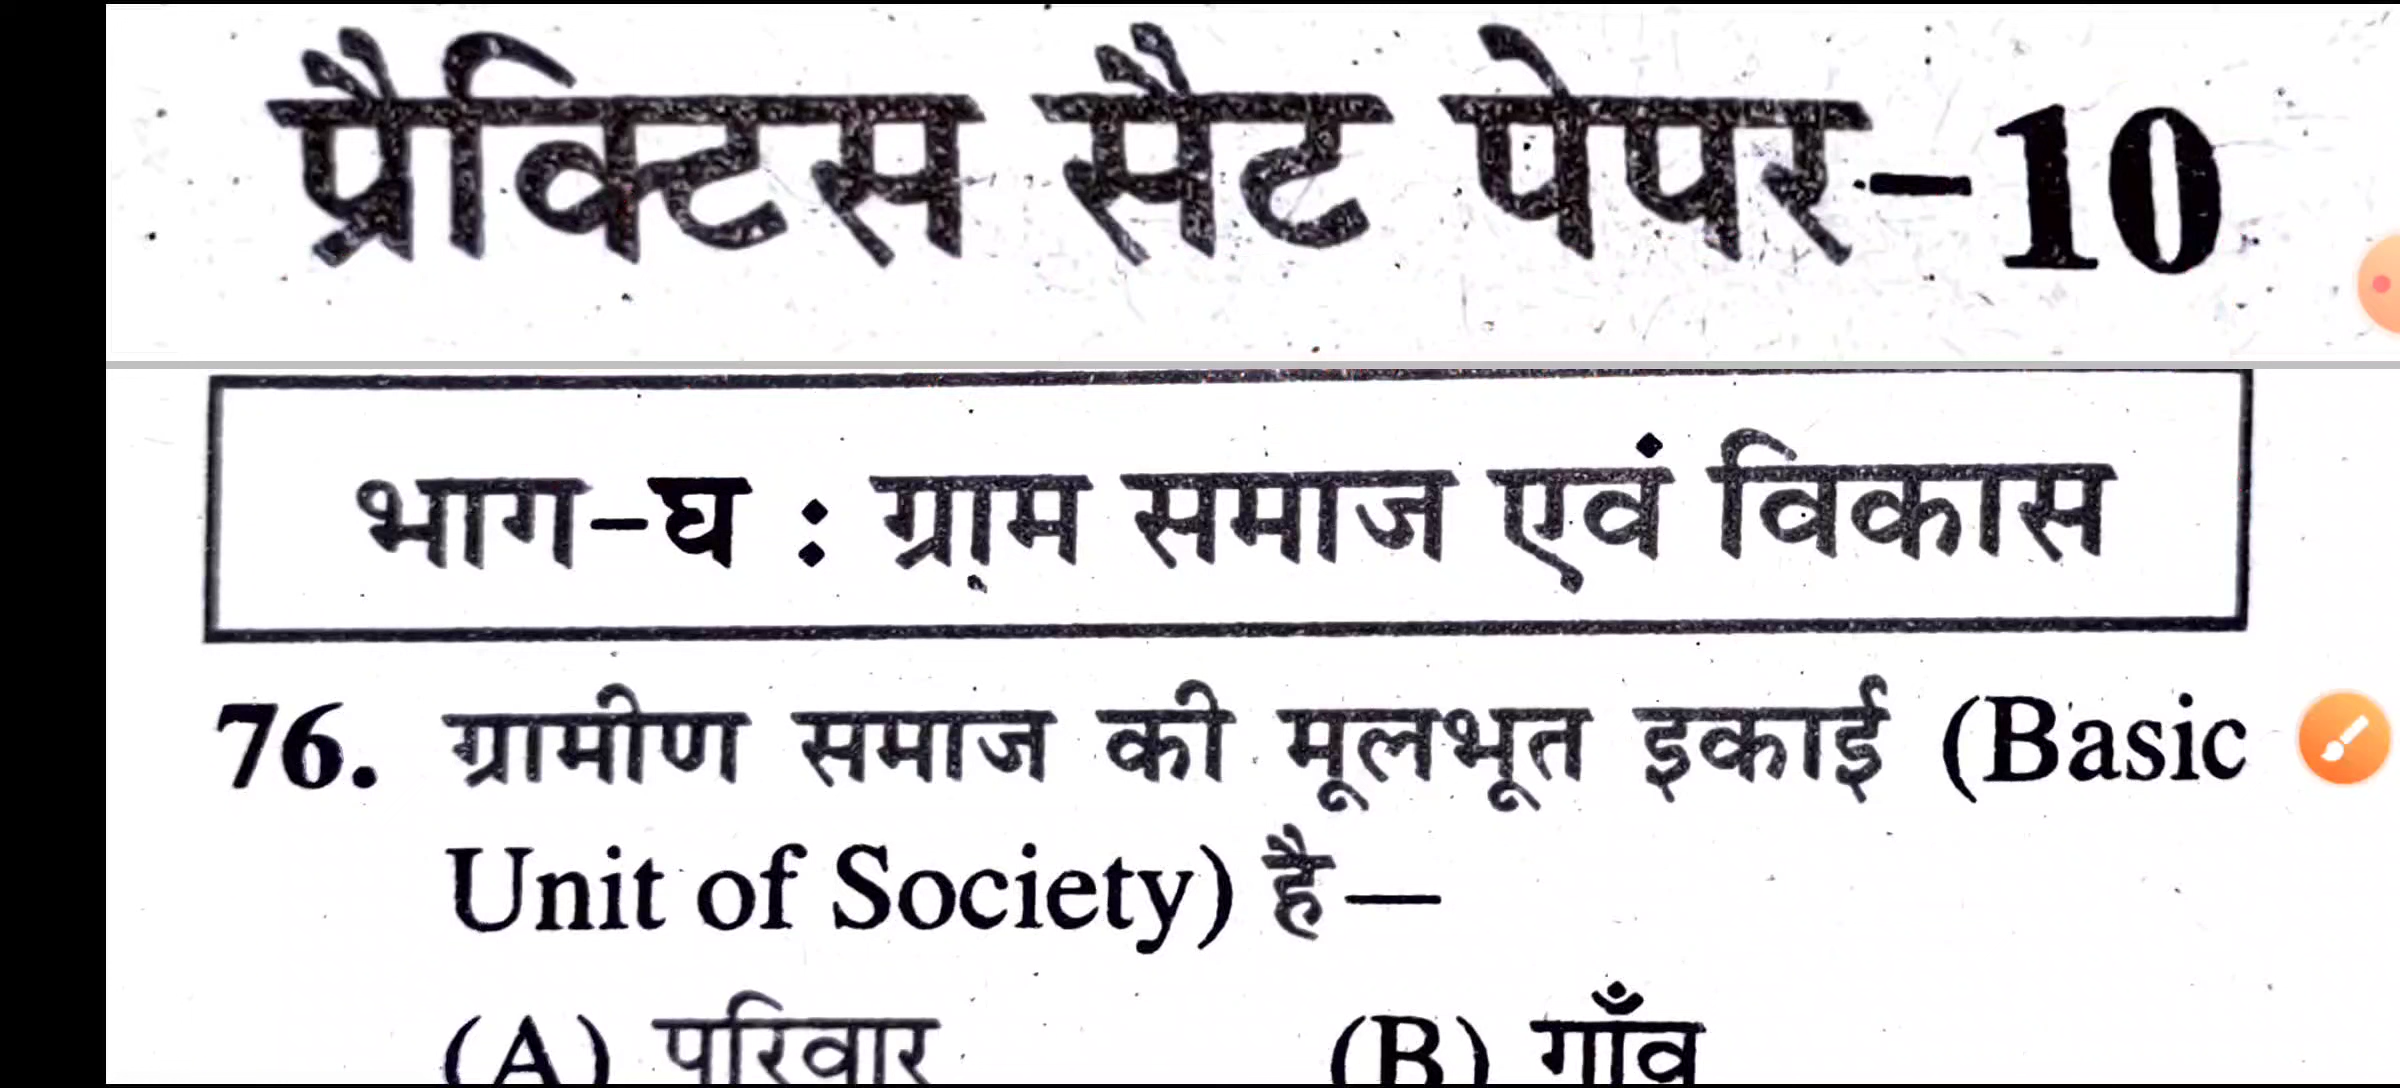 प्रैक्टिस सैट पेपर–10
भाग–घ : ग्राम समाज एवं विकास
76. ग्रामीण समाज की मूलभूत इकाई (Basic
Unit of Society) है—
(A) परिवार (B) गाँव